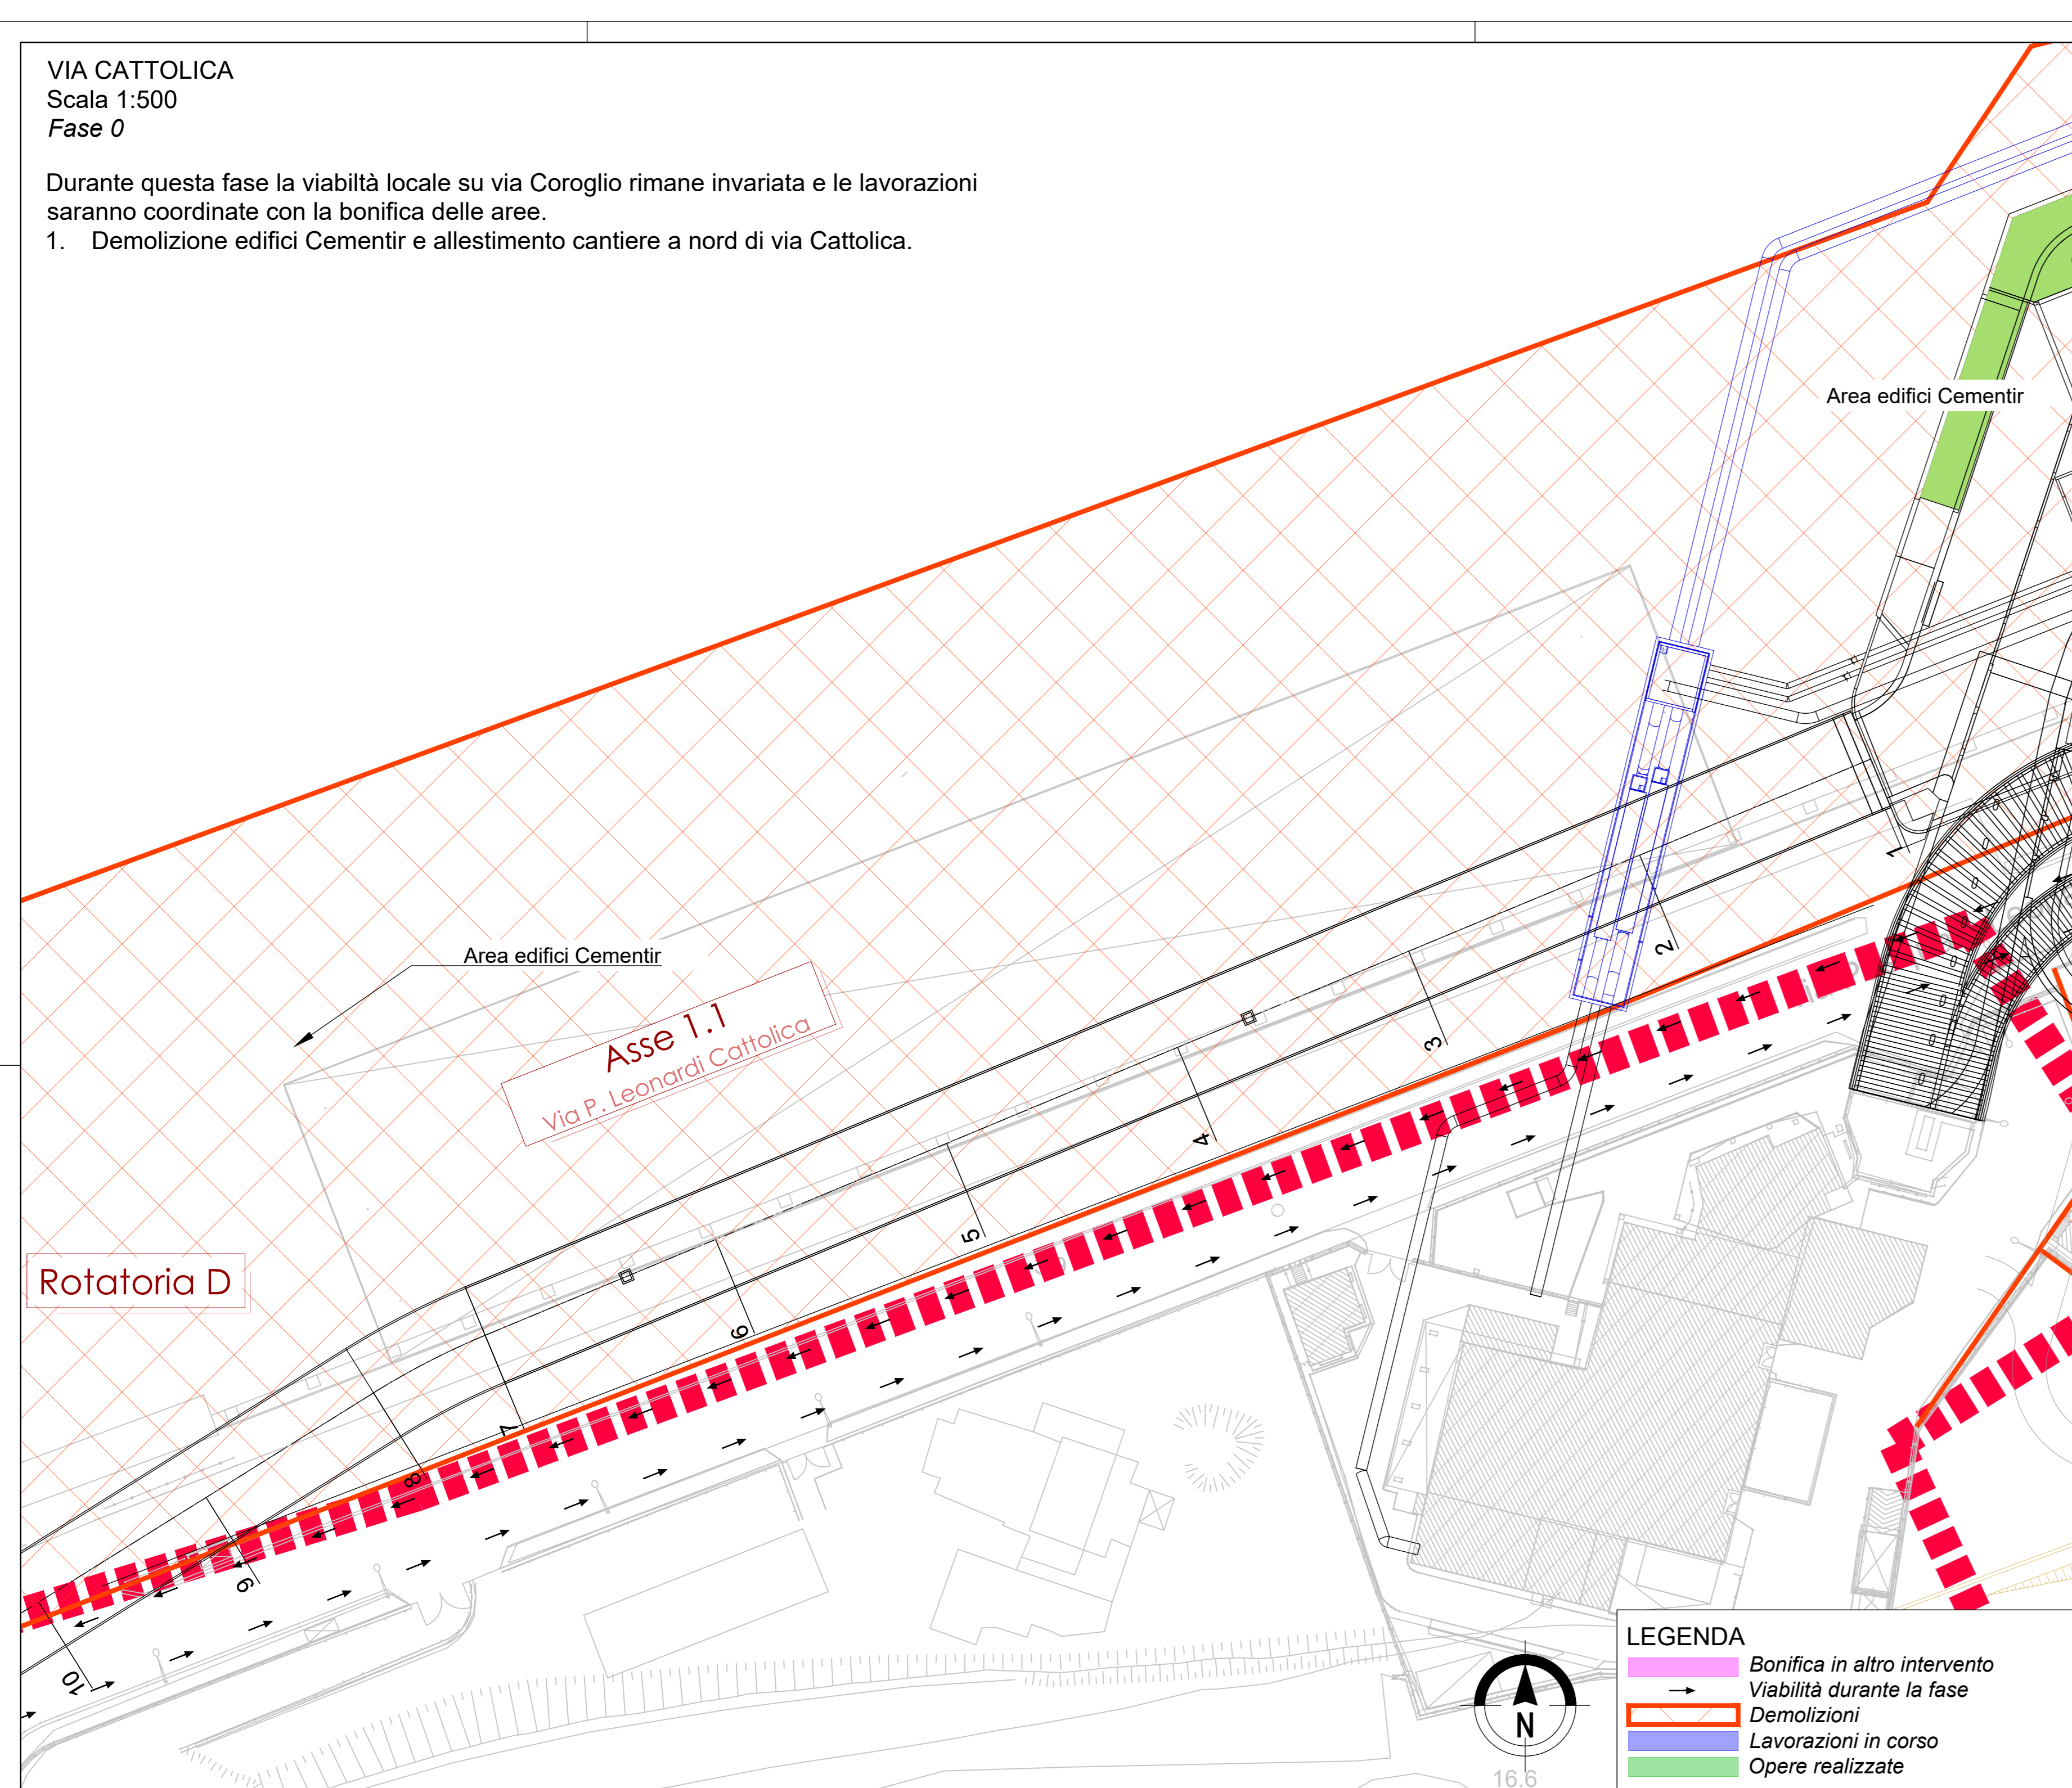 VIA CATTOLICA
Scala 1:500
Fase 0
Durante questa fase la viabiltà locale su via Coroglio rimane invariata e le lavorazioni
saranno coordinate con la bonifica delle aree.
1. Demolizione edifici Cementir e allestimento cantiere a nord di via Cattolica.
Area edifici Cementir
Area edifici Cementir
Asse 1.1
Via P. Leonardi Cattolica
Rotatoria D
1
2
3
4
5
6
7
8
9
10
N
16.6
LEGENDA
Bonifica in altro intervento
Viabilità durante la fase
Demolizioni
Lavorazioni in corso
Opere realizzate